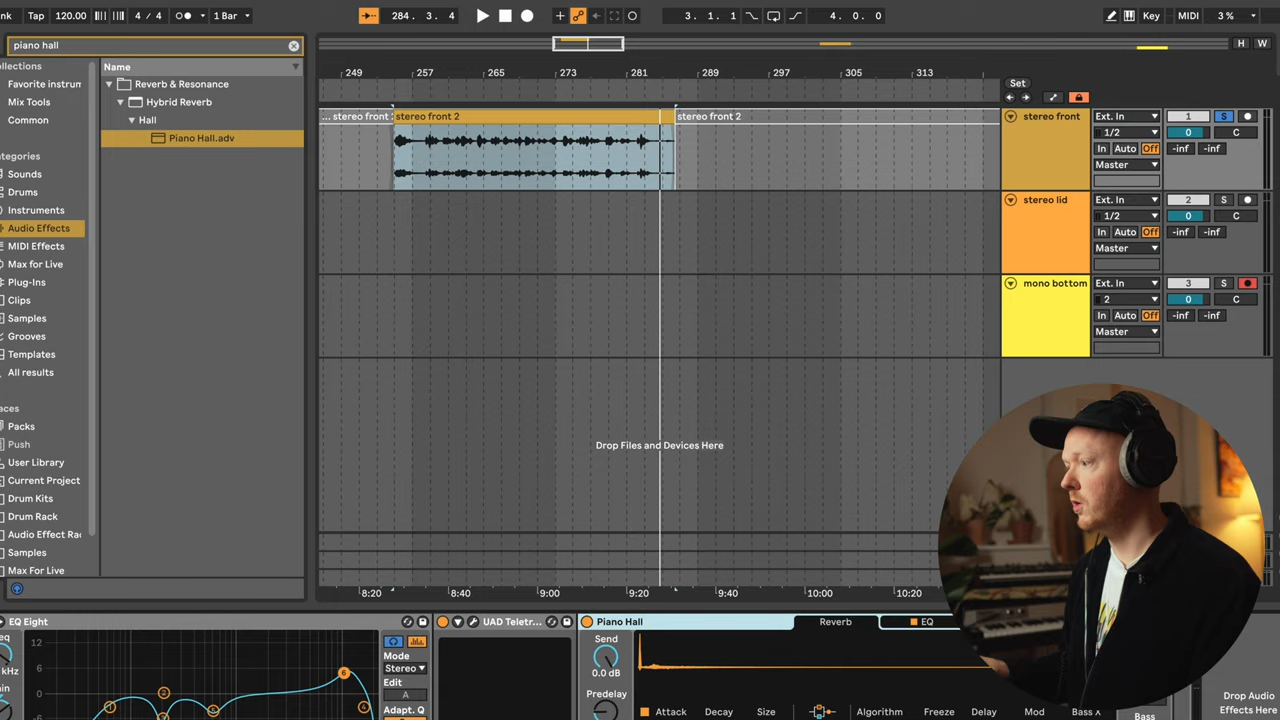 nk Tap 120.00 4 / 4 1 Bar 284. 3. 4 3. 1. 1 4. 0. 0 Key MIDI 3 %
piano hall
H W
ollections
Favorite instrum
Mix Tools
Common
ategories
Sounds
Drums
Instruments
Audio Effects
MIDI Effects
Max for Live
Plug-Ins
Clips
Samples
Grooves
Templates
All results
aces
Packs
Push
User Library
Current Project
Drum Kits
Drum Rack
Audio Effect Rac
Samples
Max For Live
Name
Reverb & Resonance
Hybrid Reverb
Hall
Piano Hall.adv
249 257 265 273 281 289 297 305 313
Set
... stereo front stereo front 2 stereo front 2
stereo front Ext. In 1 S
1/2 0 C
In Auto Off -inf -inf
Master
stereo lid Ext. In 2 S
1/2 0 C
In Auto Off -inf -inf
Master
mono bottom Ext. In 3 S
2 0 C
In Auto Off -inf -inf
Master
Drop Files and Devices Here
8:20 8:40 9:00 9:20 10:00 10:20
EQ Eight
eq
kHz
ain
12
6
0
Mode
Stereo
Edit
A
Adapt. Q
UAD Teletr...
Piano Hall Reverb EQ
Send
0.0 dB
Predelay
Attack Decay Size Algorithm Freeze Delay Mod Bass X
Bass
Drop Audio
Effects Here